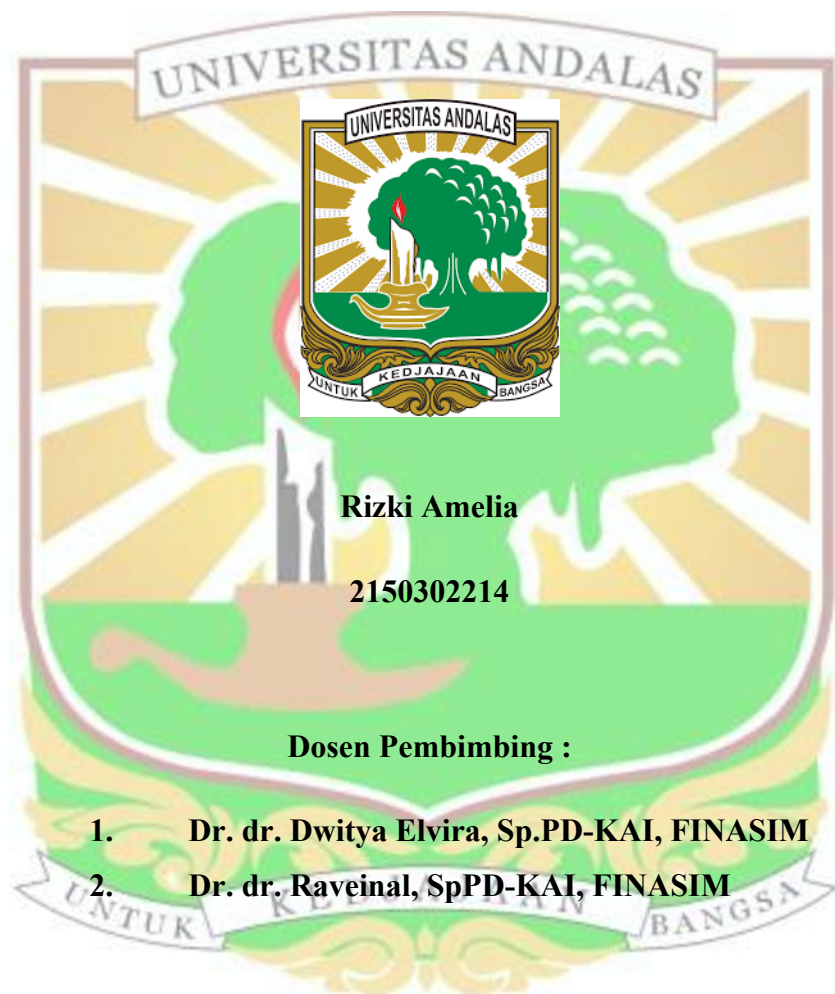 UNIVERSITAS ANDALAS
UNIVERSITAS ANDALAS
UNTUK KEDJAJAAN BANGSA
Rizki Amelia
2150302214
Dosen Pembimbing :
1. Dr. dr. Dwitya Elvira, Sp.PD-KAI, FINASIM
2. Dr. dr. Raveinal, SpPD-KAI, FINASIM
UNTUK KEDJAJAAN BANGSA